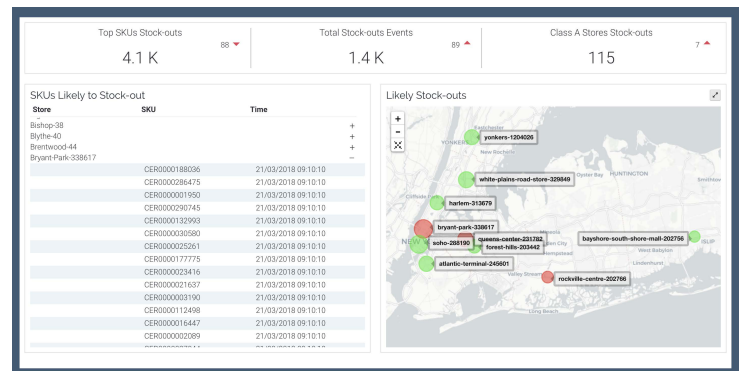 Top SKUs Stock-outs
4.1 K
88
Total Stock-outs Events
1.4 K
89
Class A Stores Stock-outs
115
7
SKUs Likely to Stock-out
Store SKU Time
Bishop-38 +
Blythe-40 +
Brentwood-44 +
Bryant-Park-338617 −
CER0000188036 21/03/2018 09:10:10
CER0000286475 21/03/2018 09:10:10
CER0000001950 21/03/2018 09:10:10
CER0000290745 21/03/2018 09:10:10
CER0000132993 21/03/2018 09:10:10
CER0000030580 21/03/2018 09:10:10
CER0000025261 21/03/2018 09:10:10
CER0000177775 21/03/2018 09:10:10
CER0000023416 21/03/2018 09:10:10
CER0000021637 21/03/2018 09:10:10
CER0000003190 21/03/2018 09:10:10
CER0000112498 21/03/2018 09:10:10
CER0000016447 21/03/2018 09:10:10
CER0000002089 21/03/2018 09:10:10
Likely Stock-outs
+
-
Eastchester
yonkers-1204026
YONKERS
New Rochelle
white-plains-road-store-329849
Oyster Bay
HUNTINGTON
Smithtow
Cliffside
harlem-313679
bryant-park-338617
queens-center-231782
NEW
soho-288190
forest-hills-203442
den City
bayshore-south-shore-mall-202756
ISLIP
West Babylon
Hempstead
atlantic-terminal-245601
Lindenhurst
Valley Stream
rockville-centre-202766
Long Beach